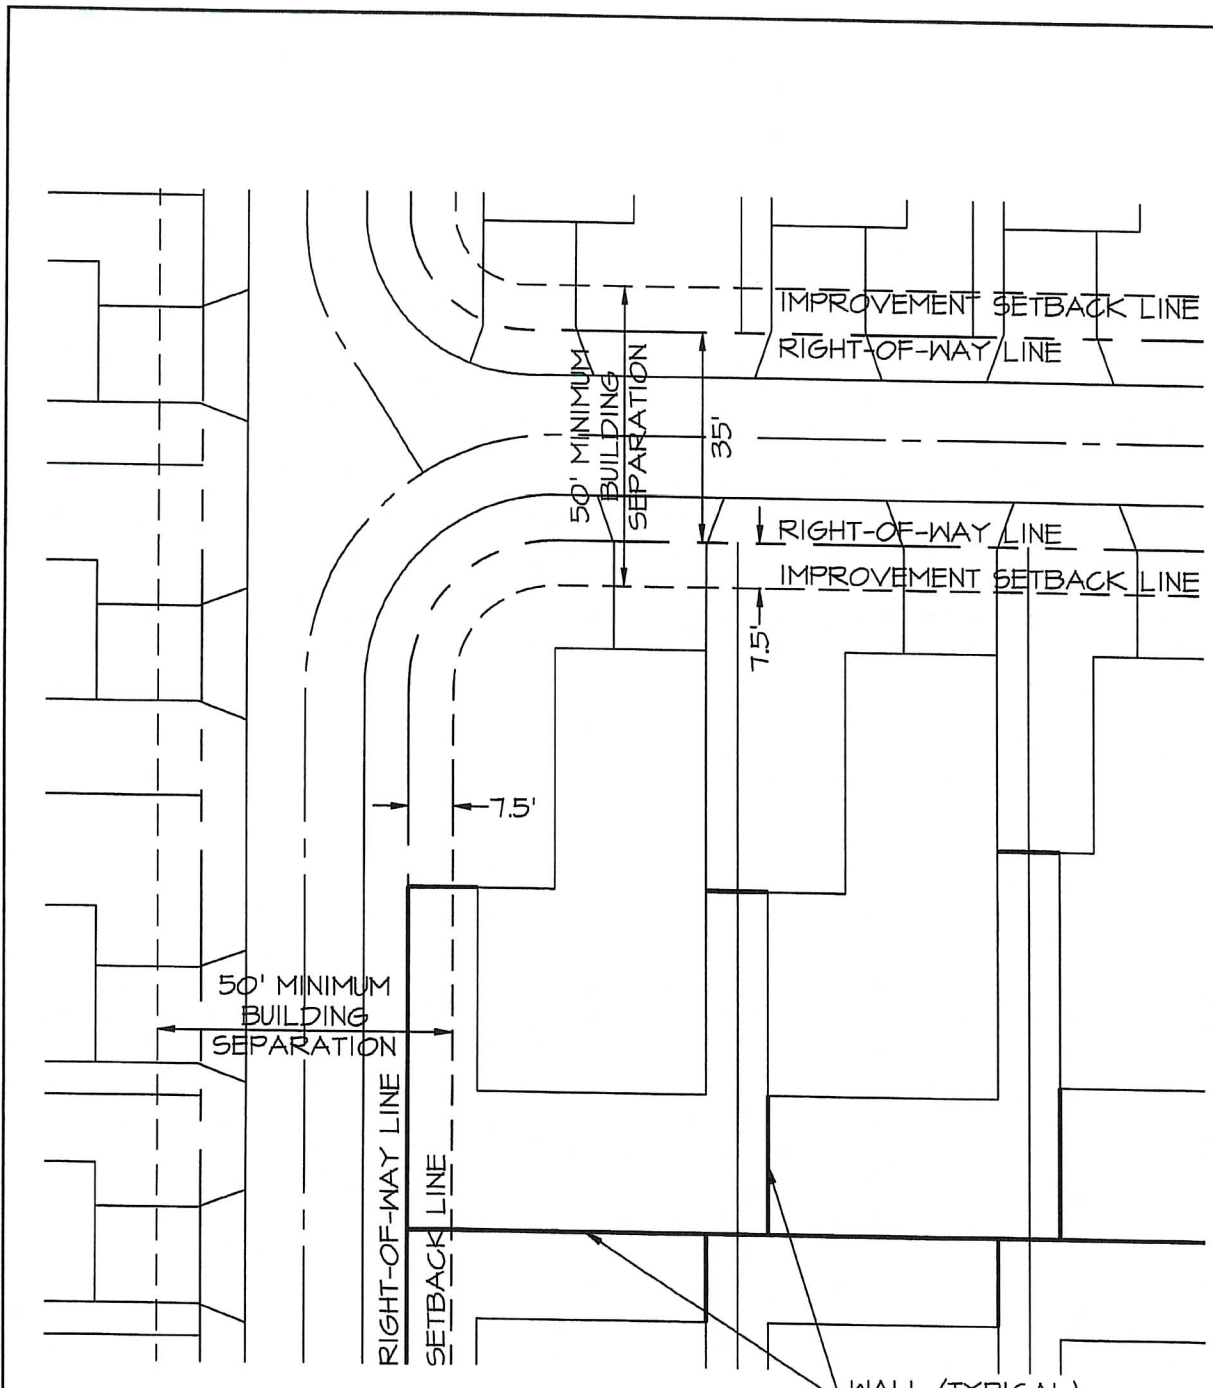 IMPROVEMENT SETBACK LINE
RIGHT-OF-WAY LINE
50' MINIMUM
BUILDING
SEPARATION
35'
RIGHT-OF-WAY LINE
IMPROVEMENT SETBACK LINE
7.5'
7.5'
50' MINIMUM
BUILDING
SEPARATION
RIGHT-OF-WAY LINE
SETBACK LINE
WALL (TYPICAL)